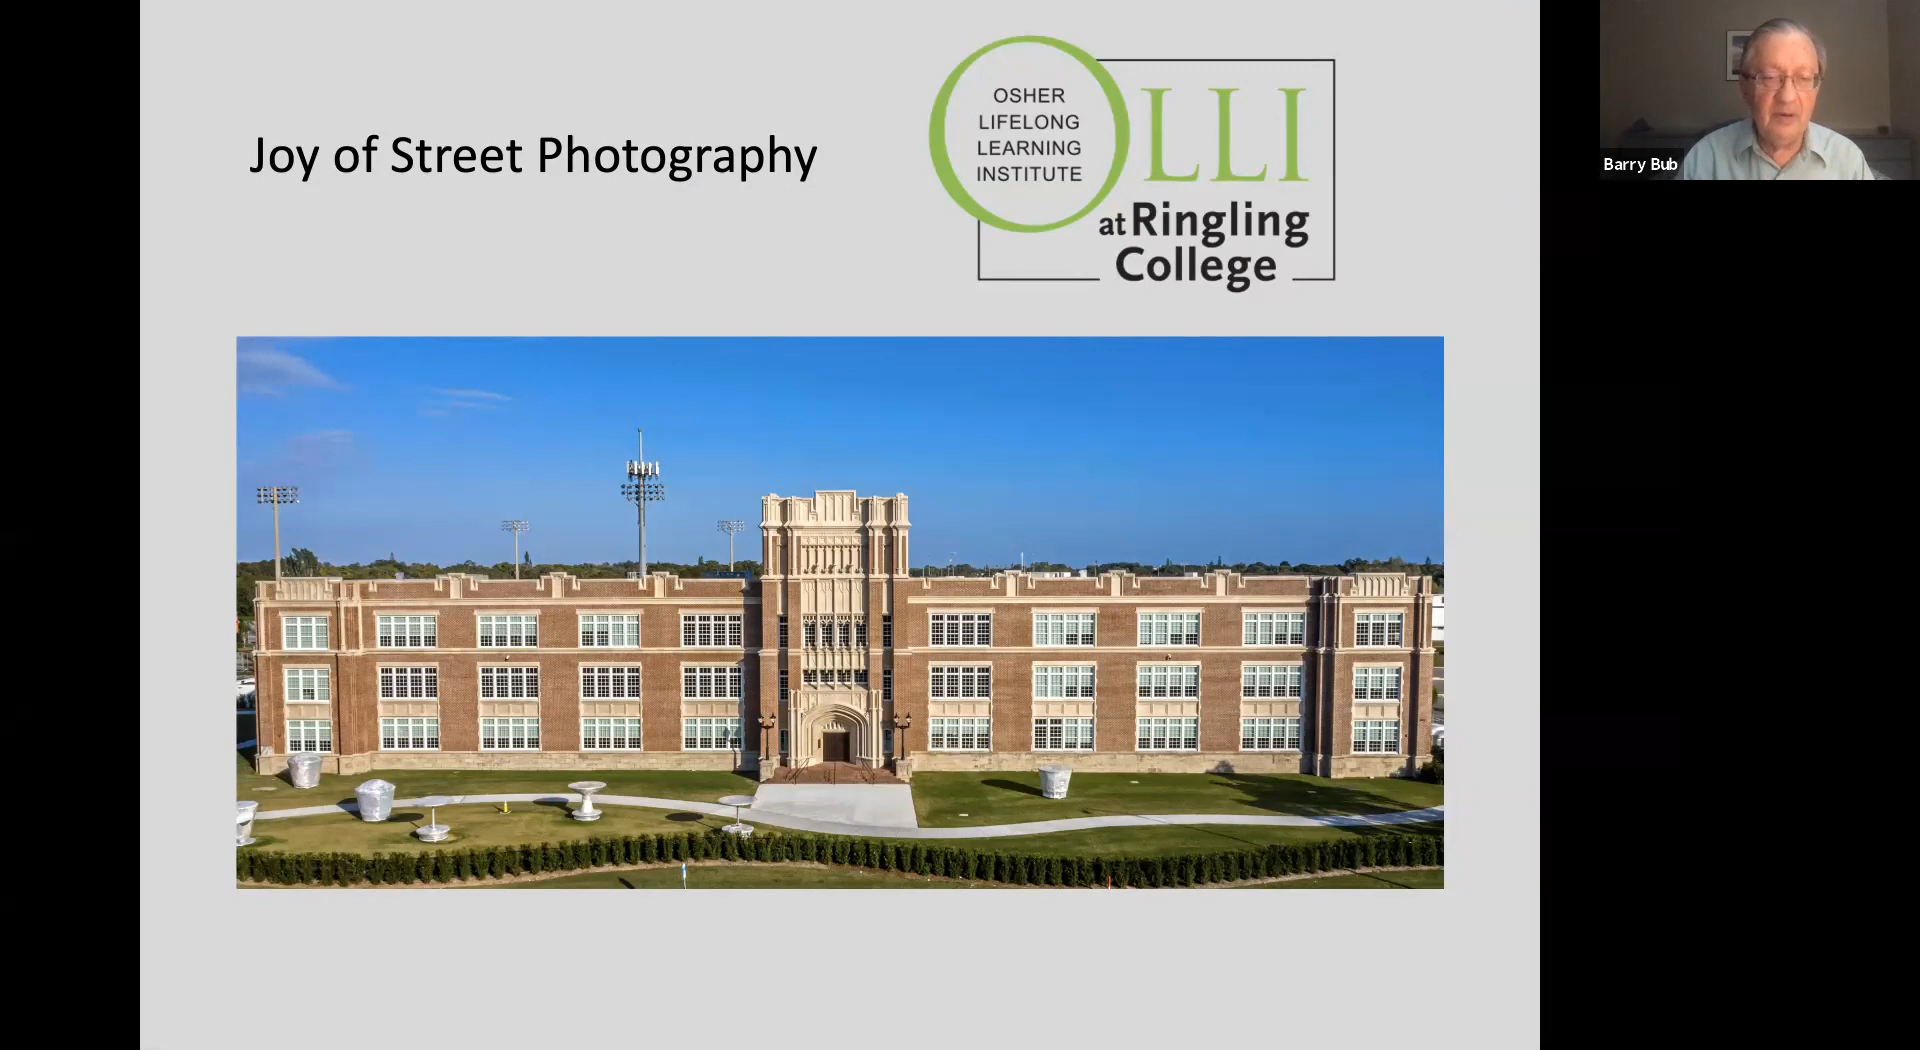 Joy of Street Photography
OSHER
LIFELONG
LEARNING
INSTITUTE
OLLI
at Ringling
College
Barry Bub